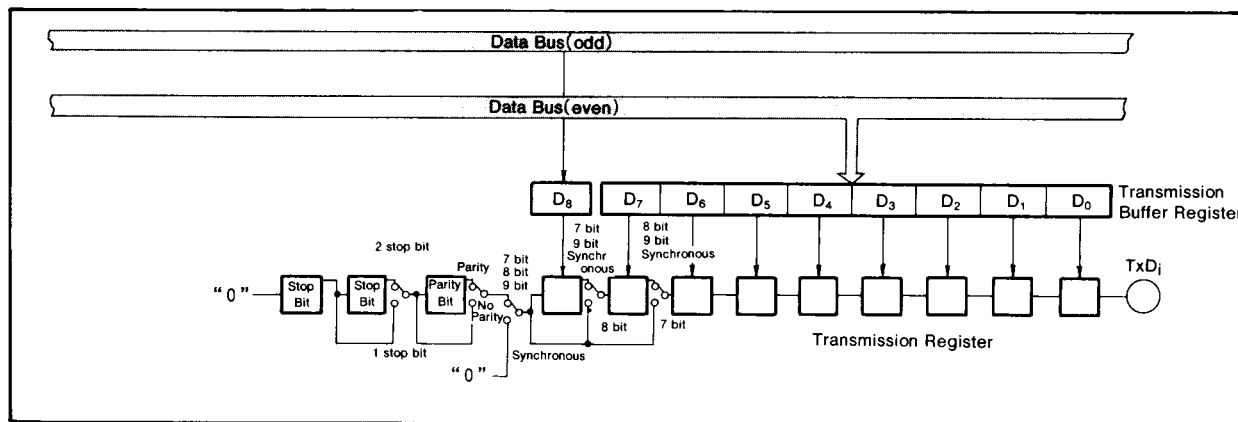 Data Bus(odd)
Data Bus(even)
D8 D7 D6 D5 D4 D3 D2 D1 D0
Transmission
Buffer Register
2 stop bit
Parity
7 bit
8 bit
9 bit
7 bit
9 bit
Synchr
onous
8 bit
9 bit
Synchronous
TxDi
“0”
Stop
Bit
Stop
Bit
Parity
Bit
No
Parity
8 bit
7 bit
1 stop bit
Synchronous
“0”
Transmission Register